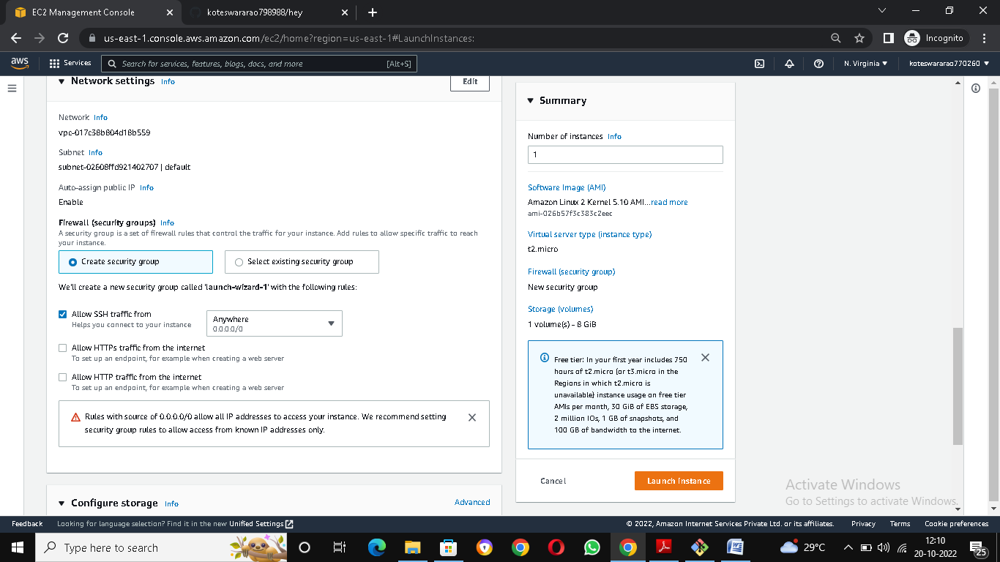 EC2 Management Console
koteswararao798988/hey
us-east-1.console.aws.amazon.com/ec2/home?region=us-east-1#LaunchInstances:
Incognito
aws
Services
Search for services, features, blogs, docs, and more
[Alt+S]
N. Virginia
koteswararao770260
Network settings Info
Edit
Network Info
vpc-017c38b804d18b559
Subnet Info
subnet-02608ffd921402707 | default
Auto-assign public IP Info
Enable
Firewall (security groups) Info
A security group is a set of firewall rules that control the traffic for your instance. Add rules to allow specific traffic to reach
your instance.
Create security group
Select existing security group
We'll create a new security group called 'launch-wizard-1' with the following rules:
Allow SSH traffic from
Helps you connect to your instance
Anywhere
0.0.0.0/0
Allow HTTPs traffic from the internet
To set up an endpoint, for example when creating a web server
Allow HTTP traffic from the internet
To set up an endpoint, for example when creating a web server
Rules with source of 0.0.0.0/0 allow all IP addresses to access your instance. We recommend setting
security group rules to allow access from known IP addresses only.
Configure storage Info
Advanced
Summary
Number of instances Info
1
Software Image (AMI)
Amazon Linux 2 Kernel 5.10 AMI...read more
ami-026b57f3c383c2eec
Virtual server type (instance type)
t2.micro
Firewall (security group)
New security group
Storage (volumes)
1 volume(s) - 8 GiB
Free tier: In your first year includes 750
hours of t2.micro (or t3.micro in the
Regions in which t2.micro is
unavailable) instance usage on free tier
AMIs per month, 30 GiB of EBS storage,
2 million IOs, 1 GB of snapshots, and
100 GB of bandwidth to the internet.
Cancel
Launch Instance
Activate Windows
Go to Settings to activate Windows.
Feedback
Looking for language selection? Find it in the new Unified Settings
© 2022, Amazon Internet Services Private Ltd. or its affiliates.
Privacy
Terms
Cookie preferences
Type here to search
29°C
12:10
20-10-2022
25